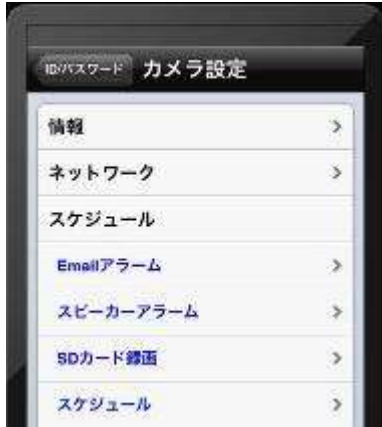 ID/パスワード カメラ設定
情報
ネットワーク
スケジュール
Emailアラーム
スピーカーアラーム
SDカード録画
スケジュール